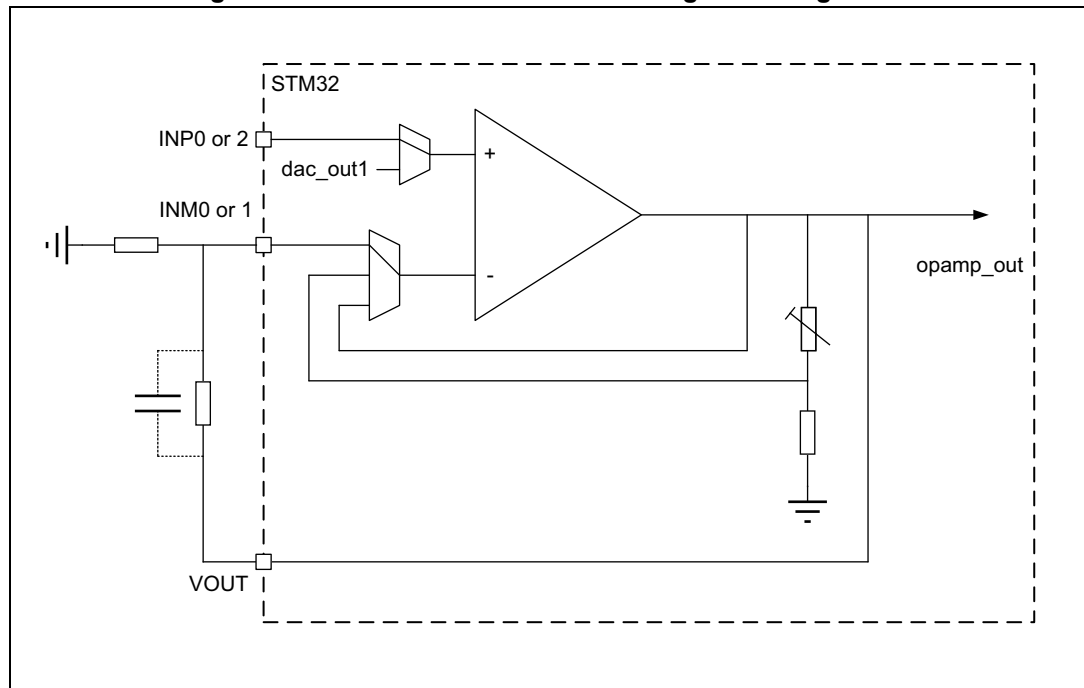 STM32
INP0 or 2
dac_out1
+
INM0 or 1
-
opamp_out
VOUT